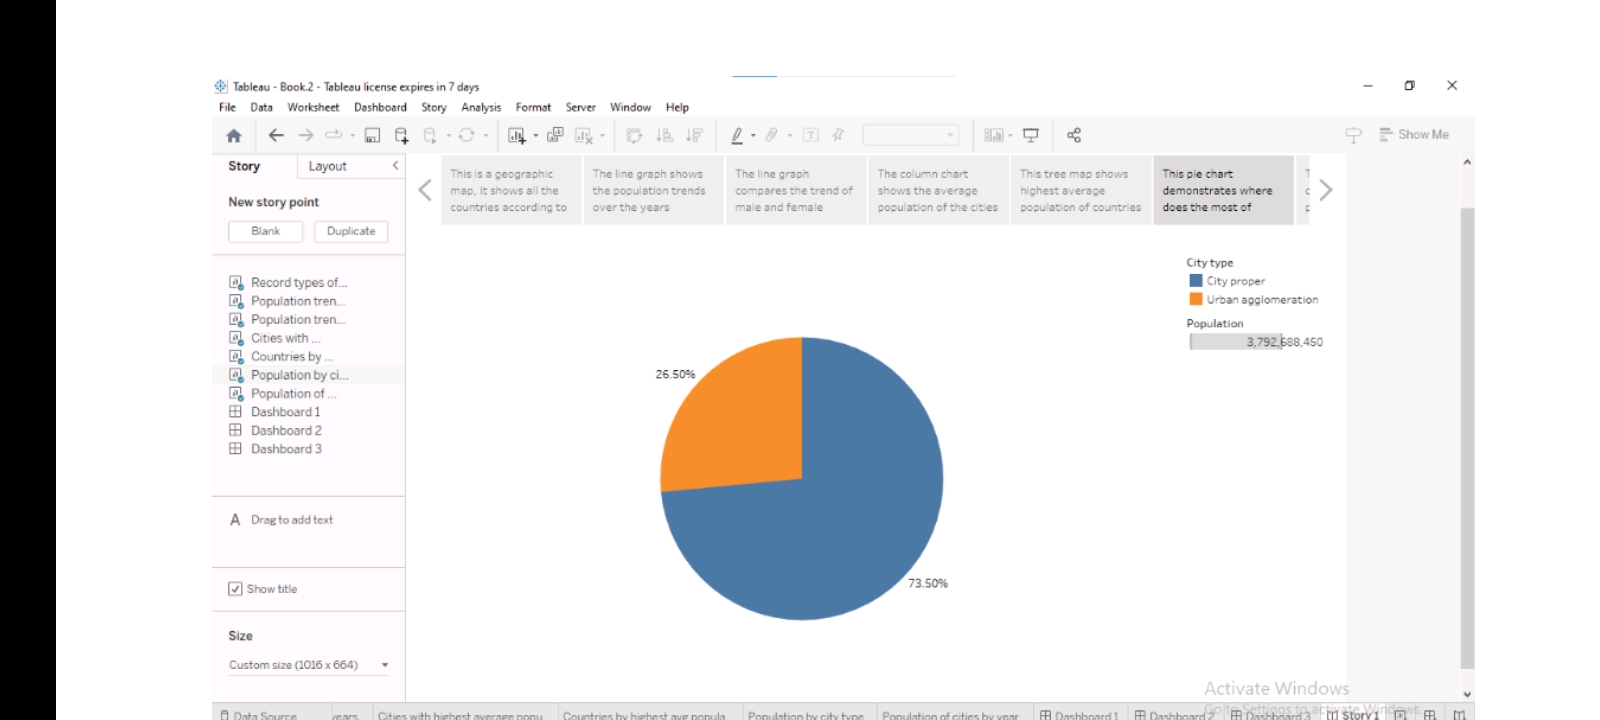 Tableau - Book.2 - Tableau license expires in 7 days
File Data Worksheet Dashboard Story Analysis Format Server Window Help
Show Me
Story Layout
New story point
Blank Duplicate
This is a geographic
map, it shows all the
countries according to
The line graph shows
the population trends
over the years
The line graph
compares the trend of
male and female
The column chart
shows the average
population of the cities
This tree map shows
highest average
population of countries
This pie chart
demonstrates where
does the most of
Record types of...
Population tren...
Population tren...
Cities with ...
Countries by ...
Population by ci...
Population of ...
Dashboard 1
Dashboard 2
Dashboard 3
A Drag to add text
Show title
Size
Custom size (1016 x 664)
City type
City proper
Urban agglomeration
Population
3,792,688,450
26.50%
73.50%
Activate Windows
Go to Settings to activate Windows.
Data Source years Cities with highest average popu.. Countries by highest avg popula.. Population by city type Population of cities by year Dashboard 1 Dashboard 2 Dashboard 3 Story 1